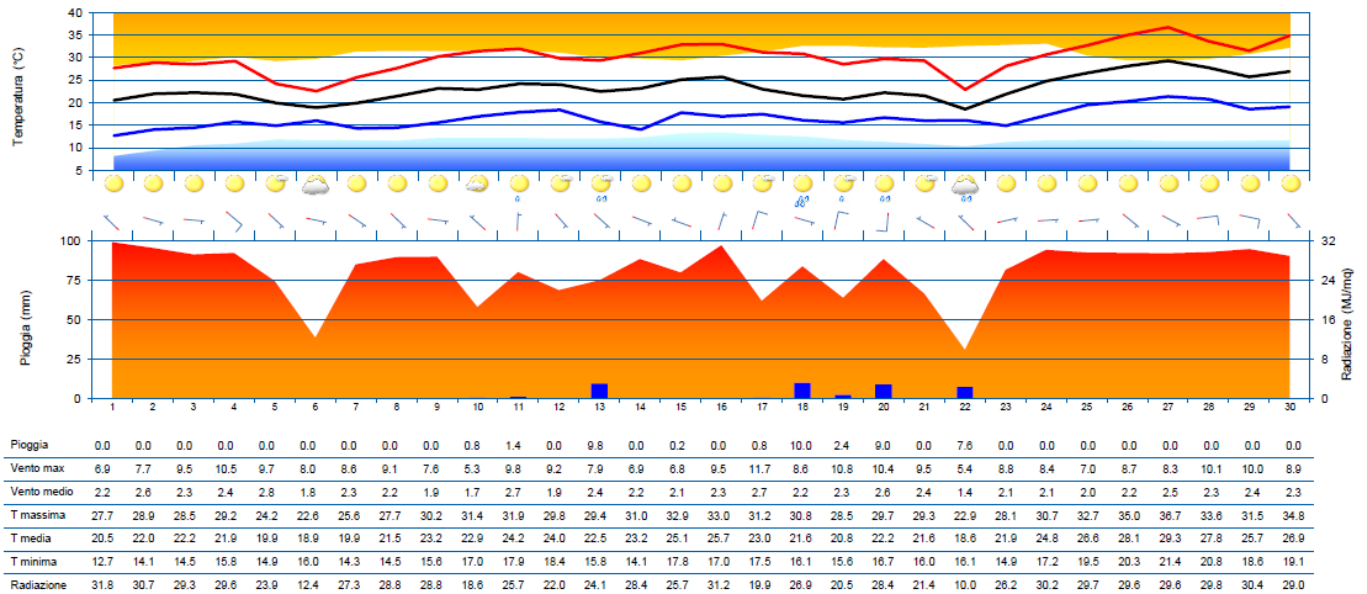 40
35
30
25
20
15
10
5
Temperatura (°C)
100
75
50
25
0
Pioggia (mm)
32
24
16
8
0
Radiazione (MJ/mq)
1 2 3 4 5 6 7 8 9 10 11 12 13 14 15 16 17 18 19 20 21 22 23 24 25 26 27 28 29 30
Pioggia 0.0 0.0 0.0 0.0 0.0 0.0 0.0 0.0 0.0 0.8 1.4 0.0 9.8 0.0 0.2 0.0 0.8 10.0 2.4 9.0 0.0 7.6 0.0 0.0 0.0 0.0 0.0 0.0 0.0 0.0
Vento max 6.9 7.7 9.5 10.5 9.7 8.0 8.6 9.1 7.6 5.3 9.8 9.2 7.9 6.9 6.8 9.5 11.7 8.6 10.8 10.4 9.5 5.4 8.8 8.4 7.0 8.7 8.3 10.1 10.0 8.9
Vento medio 2.2 2.6 2.3 2.4 2.8 1.8 2.3 2.2 1.9 1.7 2.7 1.9 2.4 2.2 2.1 2.3 2.7 2.2 2.3 2.6 2.4 1.4 2.1 2.1 2.0 2.2 2.5 2.3 2.4 2.3
T massima 27.7 28.9 28.5 29.2 24.2 22.6 25.6 27.7 30.2 31.4 31.9 29.8 29.4 31.0 32.9 33.0 31.2 30.8 28.5 29.7 29.3 22.9 28.1 30.7 32.7 35.0 36.7 33.6 31.5 34.8
T media 20.5 22.0 22.2 21.9 19.9 18.9 19.9 21.5 23.2 22.9 24.2 24.0 22.5 23.2 25.1 25.7 23.0 21.6 20.8 22.2 21.6 18.6 21.9 24.8 26.6 28.1 29.3 27.8 25.7 26.9
T minima 12.7 14.1 14.5 15.8 14.9 16.0 14.3 14.5 15.6 17.0 17.9 18.4 15.8 14.1 17.8 17.0 17.5 16.1 15.6 16.7 16.0 16.1 14.9 17.2 19.5 20.3 21.4 20.8 18.6 19.1
Radiazione 31.8 30.7 29.3 29.6 23.9 12.4 27.3 28.8 28.8 18.6 25.7 22.0 24.1 28.4 25.7 31.2 19.9 26.9 20.5 28.4 21.4 10.0 26.2 30.2 29.7 29.6 29.6 29.8 30.4 29.0